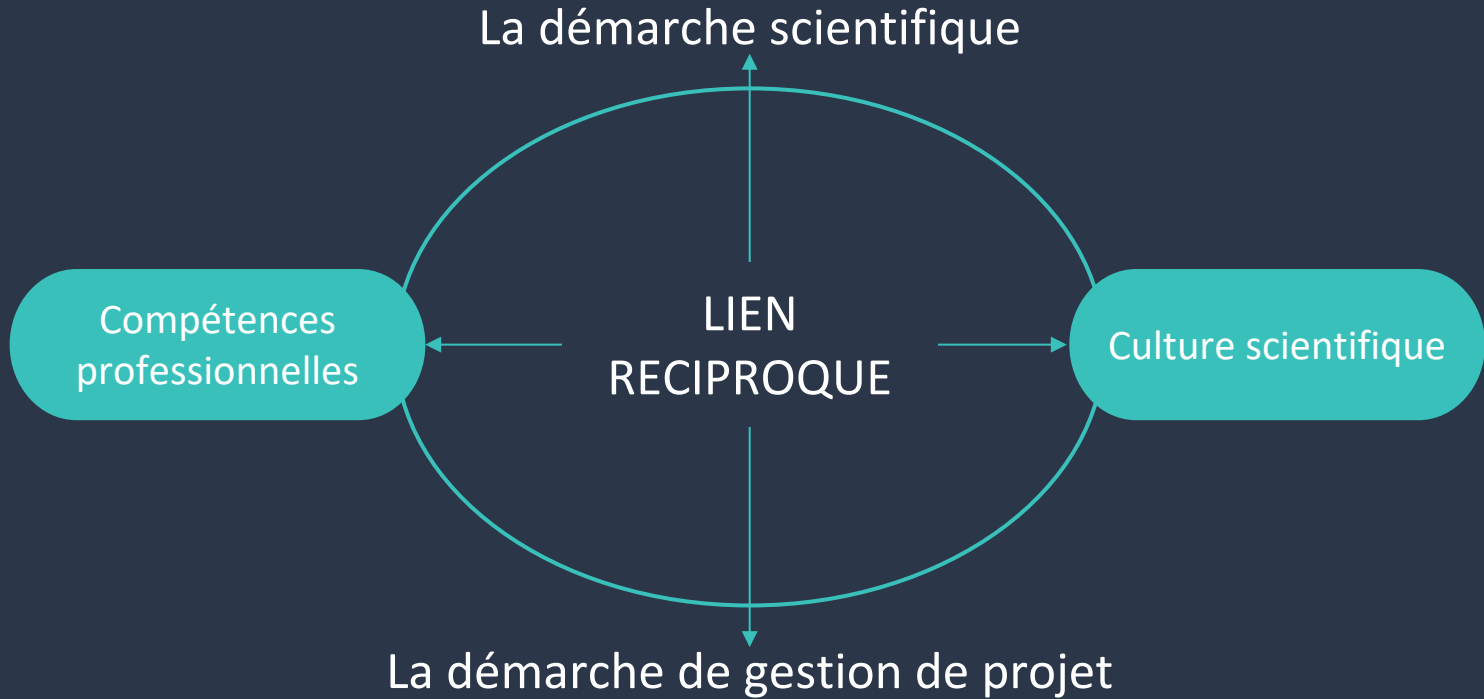 La démarche scientifique
Compétences
professionnelles
LIEN
RECIPROQUE
Culture scientifique
La démarche de gestion de projet